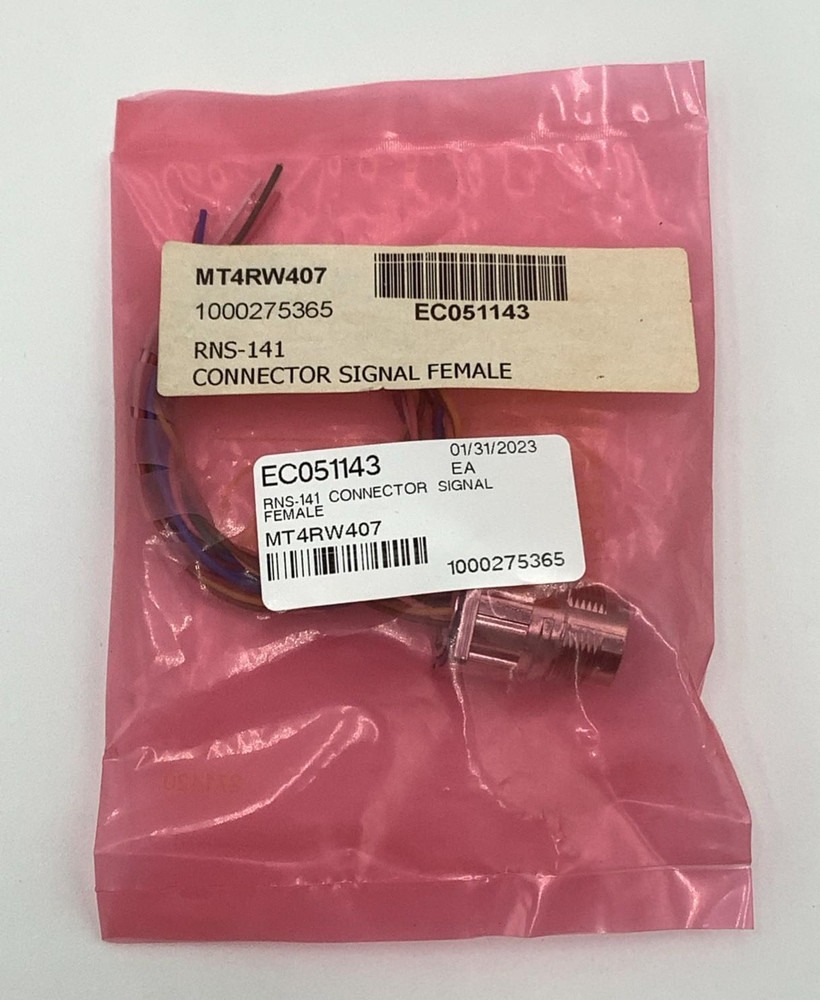 MT4RW407
1000275365
EC051143
RNS-141
CONNECTOR SIGNAL FEMALE
EC051143
01/31/2023
EA
RNS-141 CONNECTOR SIGNAL
FEMALE
MT4RW407
1000275365